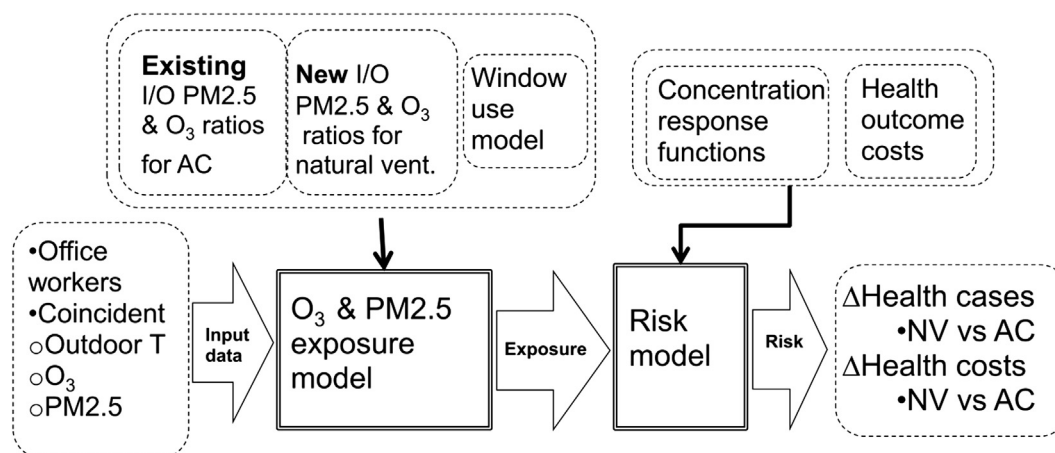 Existing
I/O PM2.5
& O₃ ratios
for AC
New I/O
PM2.5 & O₃
ratios for
natural vent.
Window
use
model
Concentration
response
functions
Health
outcome
costs
•Office
workers
•Coincident
○Outdoor T
○O₃
○PM2.5
Input
data
O₃ & PM2.5
exposure
model
Exposure
Risk
model
Risk
∆Health cases
•NV vs AC
∆Health costs
•NV vs AC